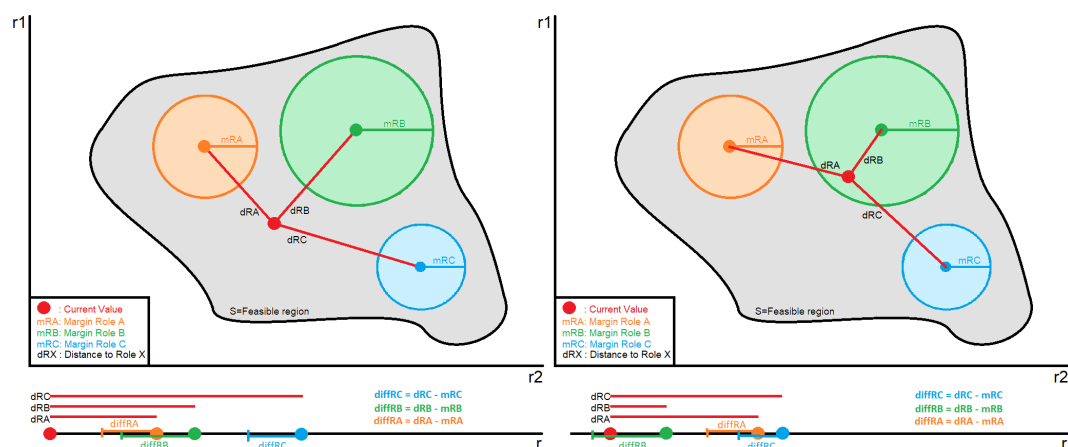 r1
mRA
mRB
dRA
dRB
dRC
mRC
S=Feasible region
: Current Value
mRA: Margin Role A
mRB: Margin Role B
mRC: Margin Role C
dRX : Distance to Role X
r2
dRC
dRB
dRA
diffRC = dRC - mRC
diffRB = dRB - mRB
diffRA = dRA - mRA
diffRA
diffRB
diffRC
r
r1
mRA
mRB
dRA
dRB
dRC
mRC
S=Feasible region
: Current Value
mRA: Margin Role A
mRB: Margin Role B
mRC: Margin Role C
dRX : Distance to Role X
r2
dRC
dRB
dRA
diffRC = dRC - mRC
diffRB = dRB - mRB
diffRA = dRA - mRA
diffRA
diffRB
diffRC
r